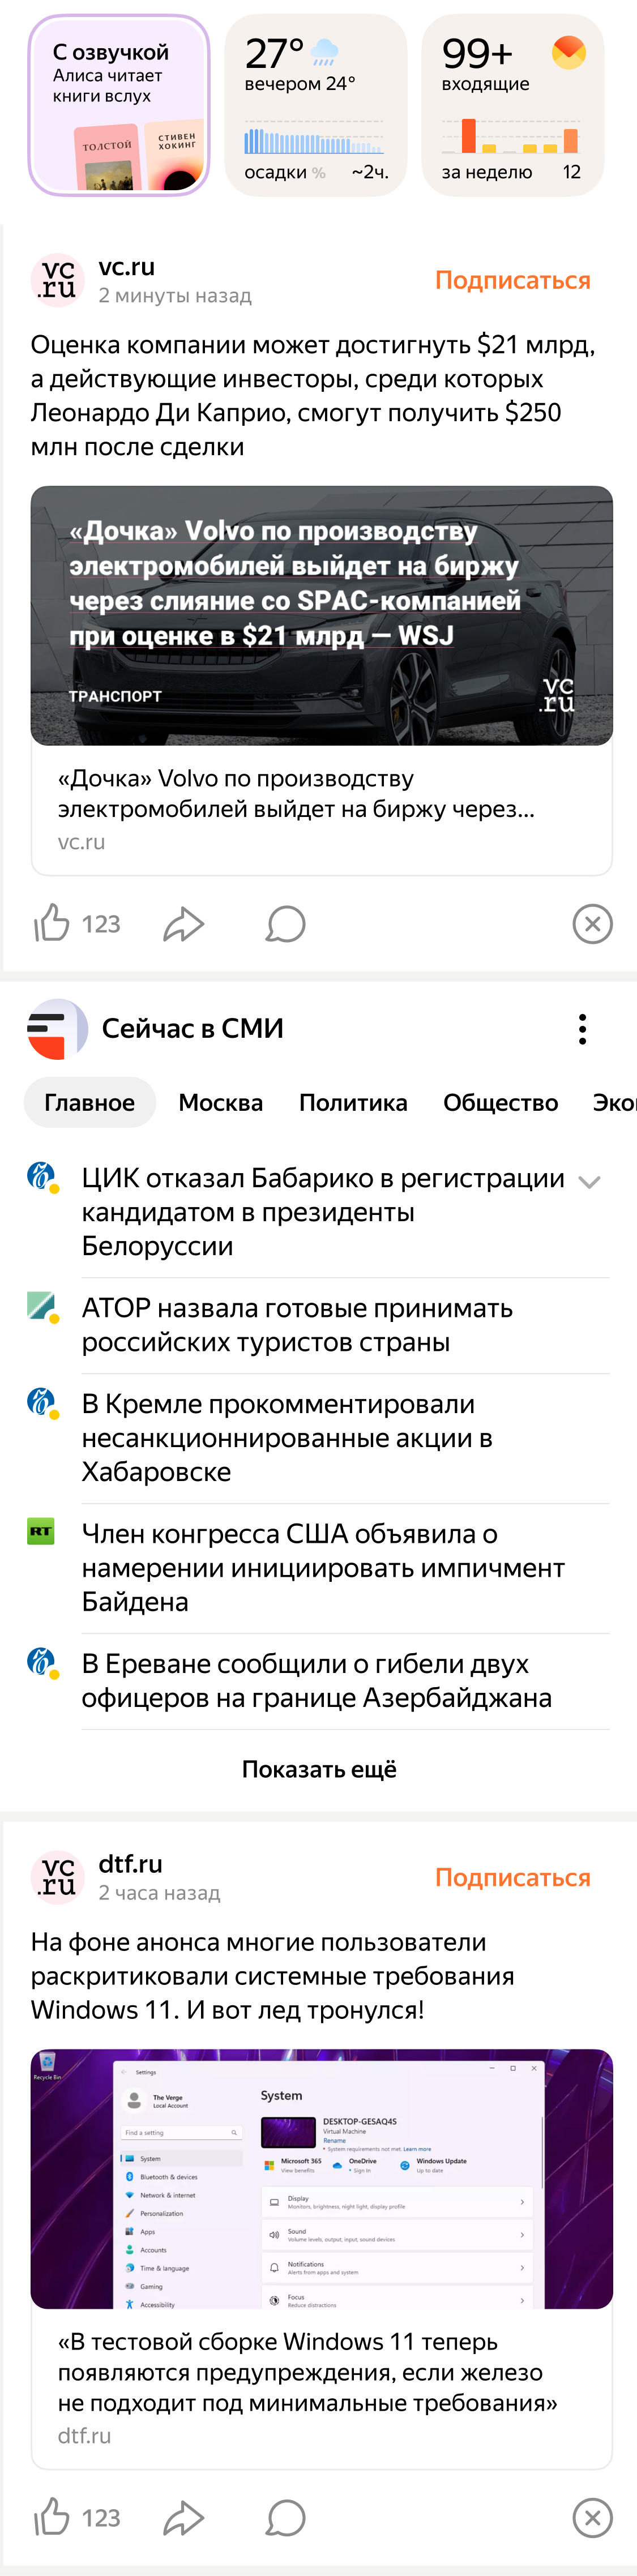 С озвучкой
Алиса читает
книги вслух
ТОЛСТОЙ
СТИВЕН
ХОКИНГ
27°
вечером 24°
осадки % ~2ч.
99+
входящие
за неделю 12
vc
.ru
vc.ru
2 минуты назад
Подписаться
Оценка компании может достигнуть $21 млрд,
а действующие инвесторы, среди которых
Леонардо Ди Каприо, смогут получить $250
млн после сделки
«Дочка» Volvo по производству
электромобилей выйдет на биржу
через слияние со SPAC-компанией
при оценке в $21 млрд — WSJ
ТРАНСПОРТ
vc
.ru
«Дочка» Volvo по производству
электромобилей выйдет на биржу через...
vc.ru
123
Сейчас в СМИ
Главное Москва Политика Общество Эко
ЦИК отказал Бабарико в регистрации
кандидатом в президенты
Белоруссии
АТОР назвала готовые принимать
российских туристов страны
В Кремле прокомментировали
несанкционнированные акции в
Хабаровске
RT
Член конгресса США объявила о
намерении инициировать импичмент
Байдена
В Ереване сообщили о гибели двух
офицеров на границе Азербайджана
Показать ещё
vc
.ru
dtf.ru
2 часа назад
Подписаться
На фоне анонса многие пользователи
раскритиковали системные требования
Windows 11. И вот лед тронулся!
Recycle Bin
Settings
The Verge
Local Account
Find a setting
System
Bluetooth & devices
Network & internet
Personalization
Apps
Accounts
Time & language
Gaming
Accessibility
System
DESKTOP-GESAQ4S
Virtual Machine
Rename
• System requirements not met. Learn more
Microsoft 365
View benefits
OneDrive
• Sign in
Windows Update
Up to date
Display
Monitors, brightness, night light, display profile
Sound
Volume levels, output, input, sound devices
Notifications
Alerts from apps and system
Focus
Reduce distractions
«В тестовой сборке Windows 11 теперь
появляются предупреждения, если железо
не подходит под минимальные требования»
dtf.ru
123